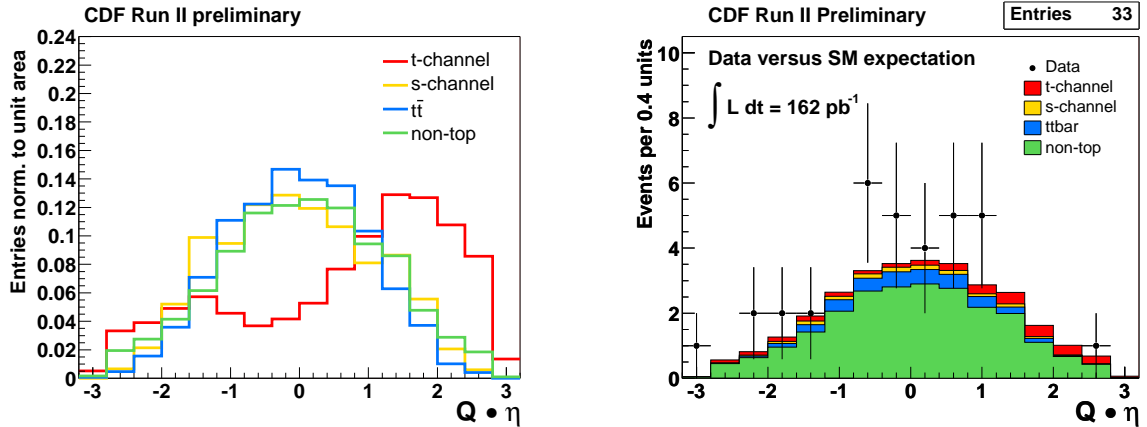 CDF Run II preliminary
Entries norm. to unit area
0.24
0.22
0.2
0.18
0.16
0.14
0.12
0.1
0.08
0.06
0.04
0.02
0
t-channel
s-channel
tt̄
non-top
-3 -2 -1 0 1 2 3
Q • η
CDF Run II Preliminary
Entries 33
Events per 0.4 units
10
8
6
4
2
0
Data versus SM expectation
∫ L dt = 162 pb⁻¹
Data
t-channel
s-channel
ttbar
non-top
-3 -2 -1 0 1 2 3
Q • η